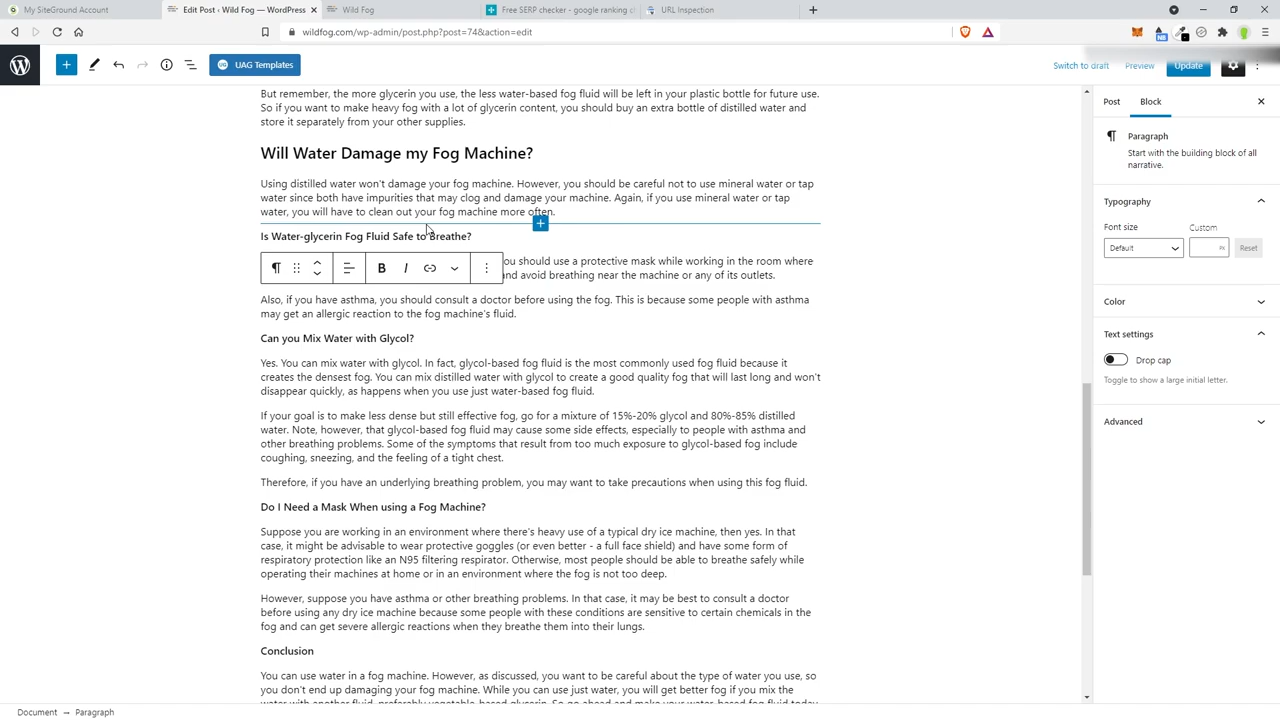 My SiteGround Account
Edit Post ‹ Wild Fog — WordPress
Wild Fog
Free SERP checker - google ranking c
URL Inspection
wildfog.com/wp-admin/post.php?post=74&action=edit
UAG Templates
Switch to draft
Preview
Update
But remember, the more glycerin you use, the less water-based fog fluid will be left in your plastic bottle for future use.
So if you want to make heavy fog with a lot of glycerin content, you should buy an extra bottle of distilled water and
store it separately from your other supplies.
Will Water Damage my Fog Machine?
Using distilled water won't damage your fog machine. However, you should be careful not to use mineral water or tap
water since both have impurities that may clog and damage your machine. Again, if you use mineral water or tap
water, you will have to clean out your fog machine more often.
Is Water-glycerin Fog Fluid Safe to Breathe?
you should use a protective mask while working in the room where
and avoid breathing near the machine or any of its outlets.
B I
Also, if you have asthma, you should consult a doctor before using the fog. This is because some people with asthma
may get an allergic reaction to the fog machine's fluid.
Can you Mix Water with Glycol?
Yes. You can mix water with glycol. In fact, glycol-based fog fluid is the most commonly used fog fluid because it
creates the densest fog. You can mix distilled water with glycol to create a good quality fog that will last long and won't
disappear quickly, as happens when you use just water-based fog fluid.
If your goal is to make less dense but still effective fog, go for a mixture of 15%-20% glycol and 80%-85% distilled
water. Note, however, that glycol-based fog fluid may cause some side effects, especially to people with asthma and
other breathing problems. Some of the symptoms that result from too much exposure to glycol-based fog include
coughing, sneezing, and the feeling of a tight chest.
Therefore, if you have an underlying breathing problem, you may want to take precautions when using this fog fluid.
Do I Need a Mask When using a Fog Machine?
Suppose you are working in an environment where there's heavy use of a typical dry ice machine, then yes. In that
case, it might be advisable to wear protective goggles (or even better - a full face shield) and have some form of
respiratory protection like an N95 filtering respirator. Otherwise, most people should be able to breathe safely while
operating their machines at home or in an environment where the fog is not too deep.
However, suppose you have asthma or other breathing problems. In that case, it may be best to consult a doctor
before using any dry ice machine because some people with these conditions are sensitive to certain chemicals in the
fog and can get severe allergic reactions when they breathe them into their lungs.
Conclusion
You can use water in a fog machine. However, as discussed, you want to be careful about the type of water you use, so
you don't end up damaging your fog machine. While you can use just water, you will get better fog if you mix the
water with another fluid, preferably vegetable-based glycerin. So go ahead and make your water-based fog fluid today
Post
Block
Paragraph
Start with the building block of all
narrative.
Typography
Font size
Custom
Default
PX
Reset
Color
Text settings
Drop cap
Toggle to show a large initial letter.
Advanced
Document → Paragraph